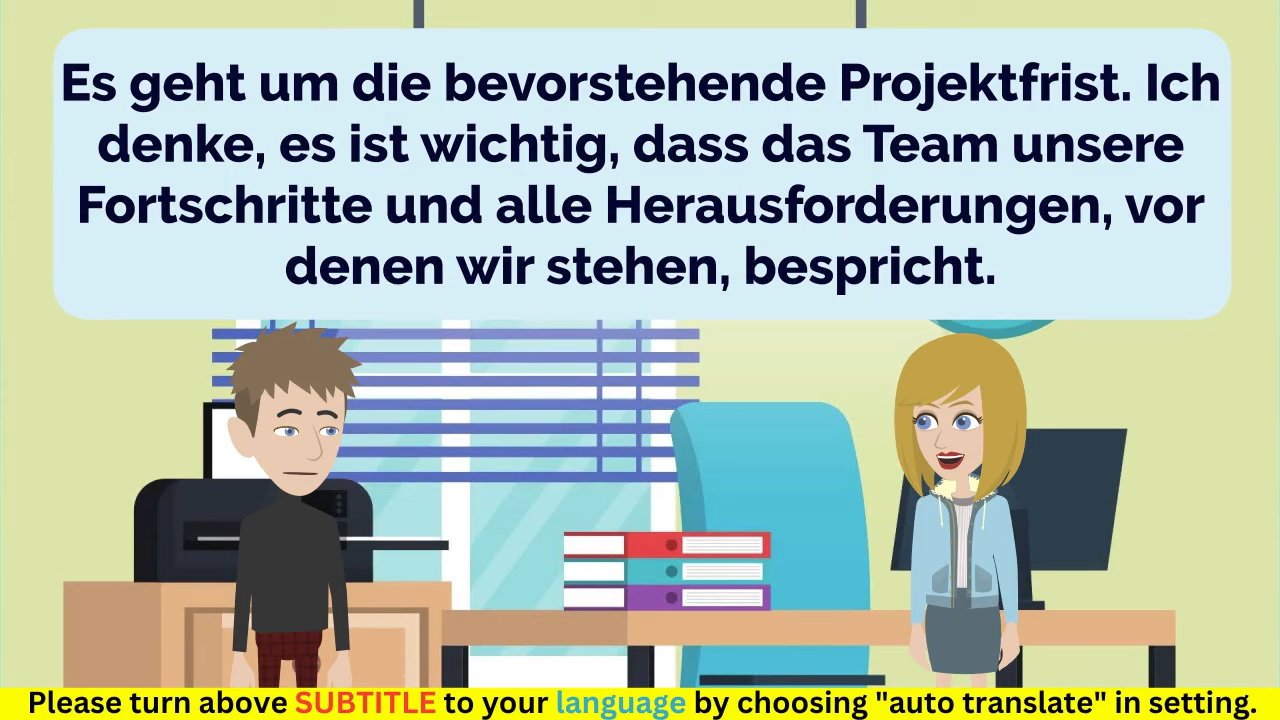 Es geht um die bevorstehende Projektfrist. Ich
denke, es ist wichtig, dass das Team unsere
Fortschritte und alle Herausforderungen, vor
denen wir stehen, bespricht.
Please turn above SUBTITLE to your language by choosing "auto translate" in setting.